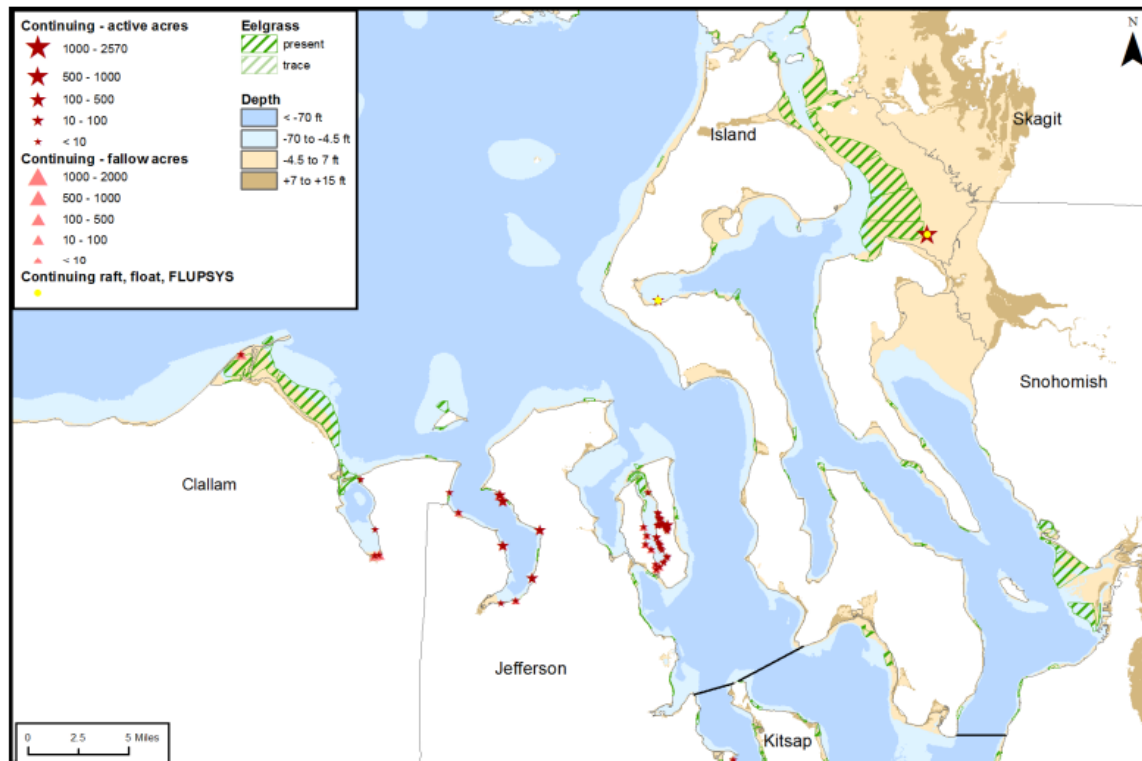 Continuing - active acres
1000 - 2570
500 - 1000
100 - 500
10 - 100
< 10
Continuing - fallow acres
1000 - 2000
500 - 1000
100 - 500
10 - 100
< 10
Continuing raft, float, FLUPSYS
Eelgrass
present
trace
Depth
< -70 ft
-70 to -4.5 ft
-4.5 to 7 ft
+7 to +15 ft
N
Skagit
Island
Snohomish
Clallam
Jefferson
Kitsap
0 2.5 5 Miles